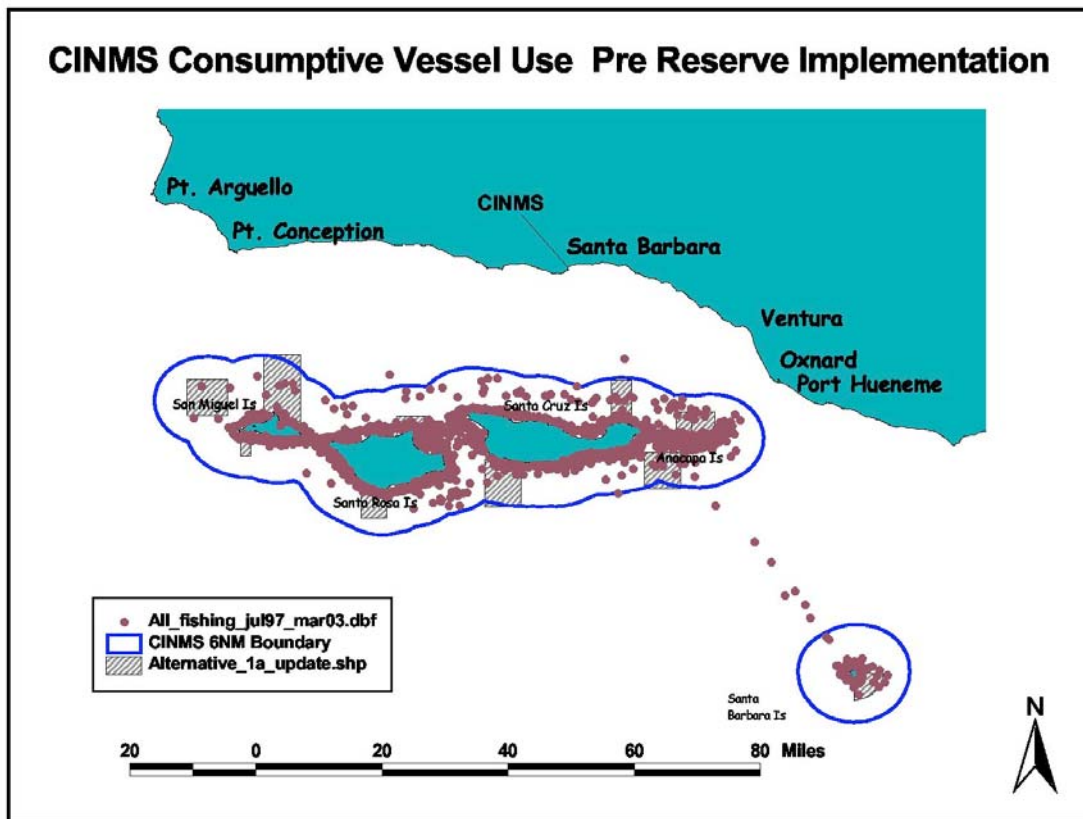 CINMS Consumptive Vessel Use Pre Reserve Implementation
Pt. Arguello
CINMS
Pt. Conception
Santa Barbara
Ventura
Oxnard
Port Hueneme
San Miguel Is
Santa Cruz Is
Anacapa Is
Santa Rosa Is
All_fishing_jul97_mar03.dbf
CINMS 6NM Boundary
Alternative_1a_update.shp
Santa
Barbara Is
N
20 0 20 40 60 80 Miles